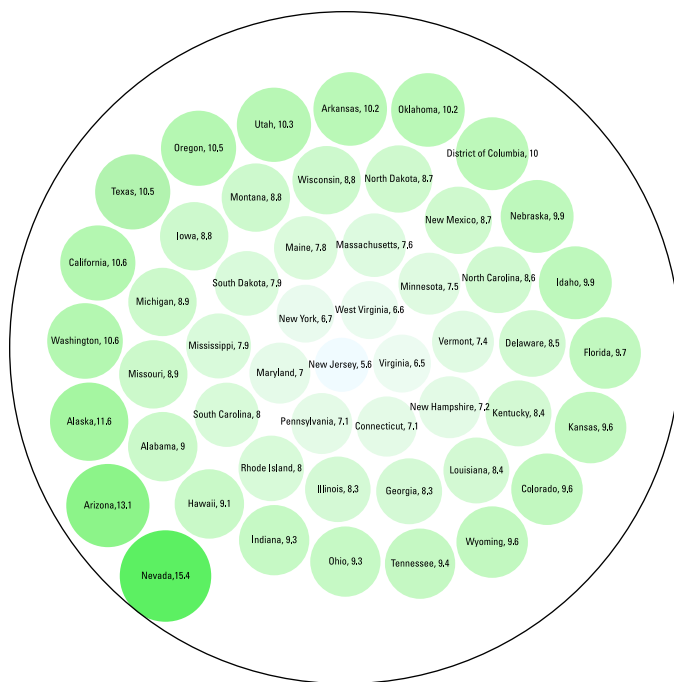 Arkansas, 10.2
Oklahoma, 10.2
Utah, 10.3
Oregon, 10,5
District of Columbia, 10
Wisconsin, 8,8
North Dakota, 8.7
Texas, 10.5
Montana, 8.8
Nebraska, 9.9
New Mexico, 8,7
Iowa, 8,8
Maine, 7.8
Massachusetts, 7,6
California, 10.6
South Dakota, 7.9
Minnesota, 7.5
North Carolina, 8,6
Idaho, 9.9
Michigan, 8.9
New York, 6,7
West Virginia, 6.6
Washington, 10.6
Mississippi, 7.9
Vermont, 7.4
Delaware, 8.5
Florida, 9.7
Missouri, 8,9
Maryland, 7
New Jersey, 5.6
Virginia, 6.5
Alaska,11.6
South Carolina, 8
Pennsylvania, 7.1
Connecticut, 7.1
New Hampshire, 7.2
Kentucky, 8,4
Kansas, 9.6
Alabama, 9
Rhode Island, 8
Louisiana, 8,4
Arizona,13.1
Hawaii, 9.1
Illinois, 8,3
Georgia, 8,3
Colorado, 9.6
Indiana, 9,3
Wyoming, 9.6
Ohio, 9.3
Tennessee, 9.4
Nevada,15.4